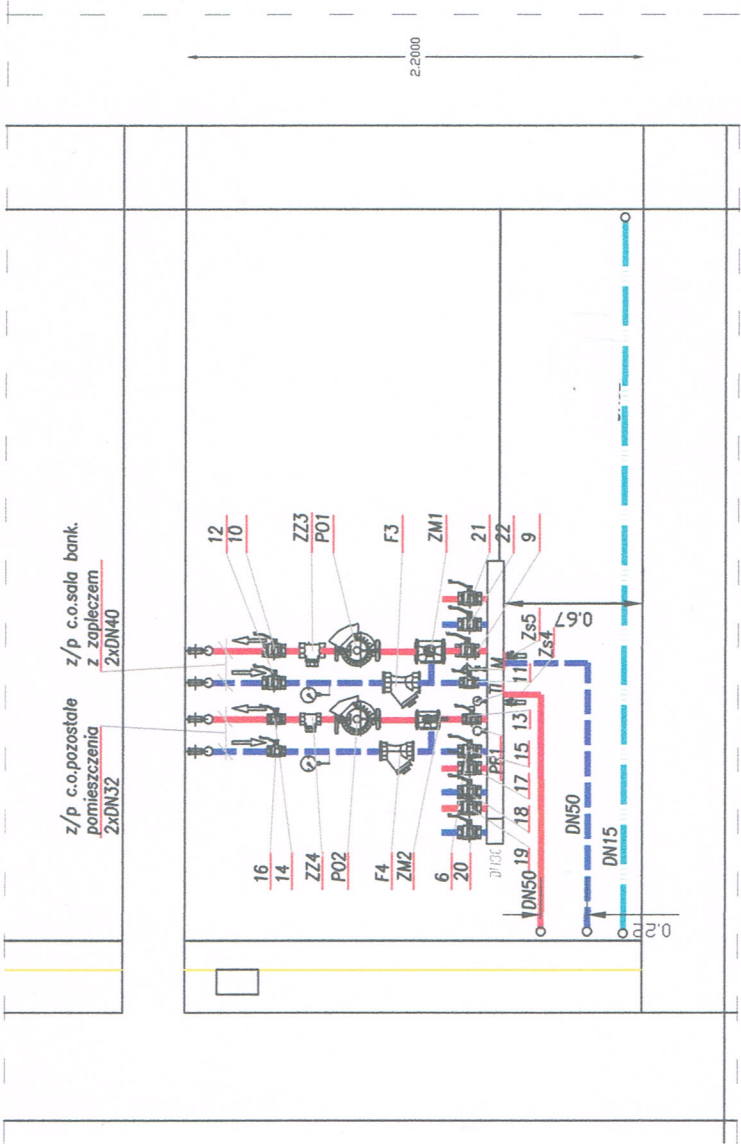 2.2000
z/p c.o.sala bank.
z zapleczem
2xDN40
z/p c.o.pozostałe
pomieszczenia
2xDN32
12
10
ZZ3
PO1
F3
ZM1
21
22
9
16
14
ZZ4
PO2
F4
ZM2
6
20
0.67
Zs5
Zs4
M
11
13
15
PR1
17
18
19
DN50
DN50
DN15
0.22